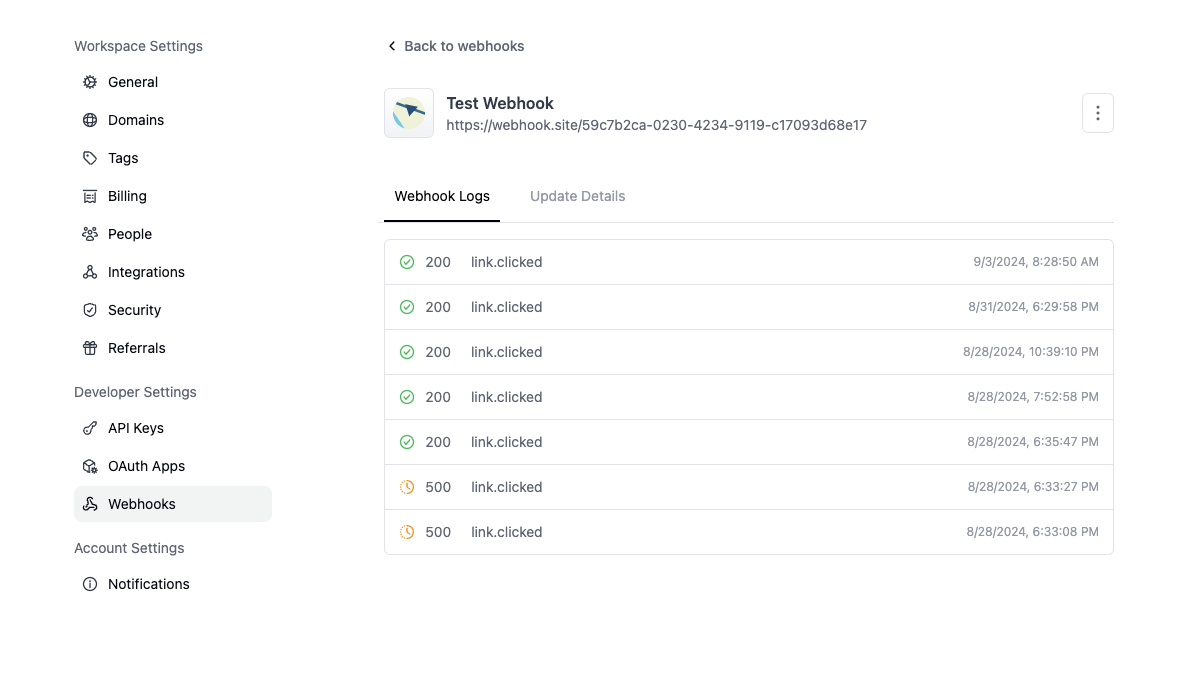 Workspace Settings
General
Domains
Tags
Billing
People
Integrations
Security
Referrals
Developer Settings
API Keys
OAuth Apps
Webhooks
Account Settings
Notifications
Back to webhooks
Test Webhook
https://webhook.site/59c7b2ca-0230-4234-9119-c17093d68e17
Webhook Logs Update Details
200 link.clicked 9/3/2024, 8:28:50 AM
200 link.clicked 8/31/2024, 6:29:58 PM
200 link.clicked 8/28/2024, 10:39:10 PM
200 link.clicked 8/28/2024, 7:52:58 PM
200 link.clicked 8/28/2024, 6:35:47 PM
500 link.clicked 8/28/2024, 6:33:27 PM
500 link.clicked 8/28/2024, 6:33:08 PM